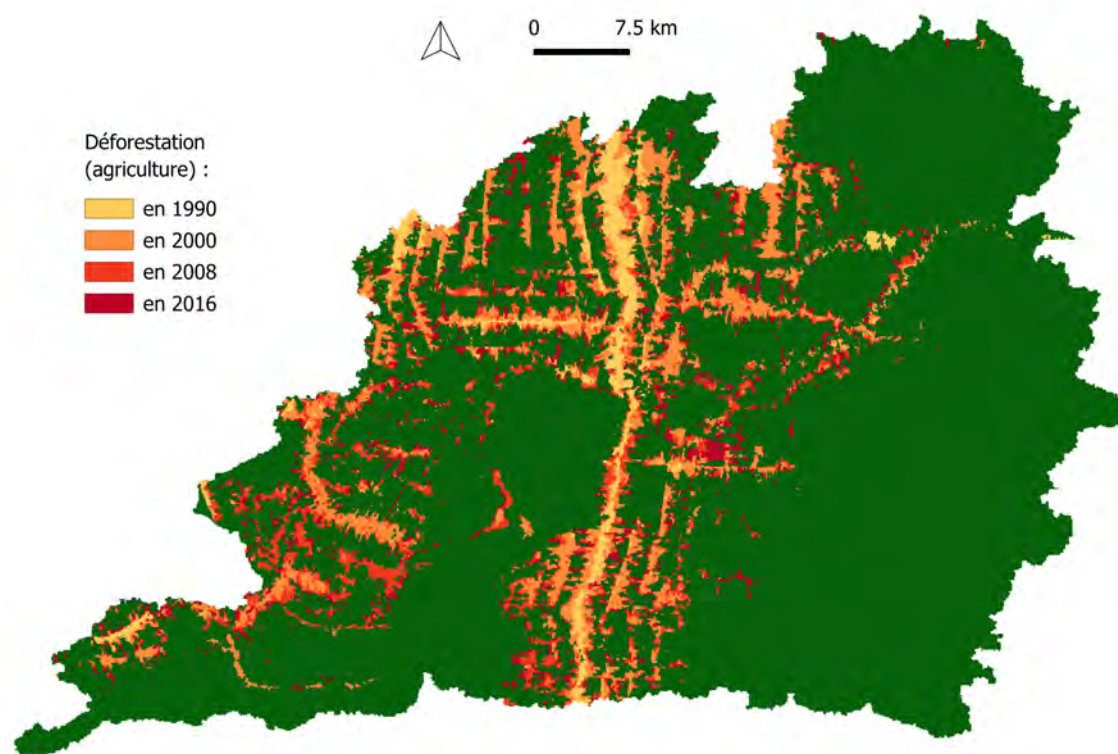 0 7.5 km
Déforestation
(agriculture) :
en 1990
en 2000
en 2008
en 2016